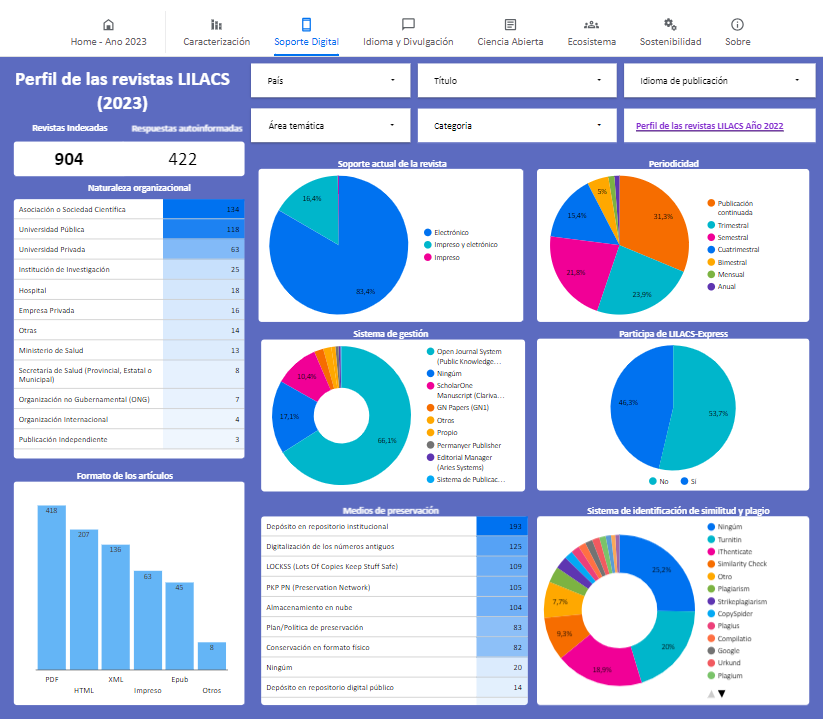 Home - Ano 2023
Caracterización
Soporte Digital
Idioma y Divulgación
Ciencia Abierta
Ecosistema
Sostenibilidad
Sobre
Perfil de las revistas LILACS
(2023)
Revistas Indexadas
Respuestas autoinformadas
904
422
País
Título
Idioma de publicación
Área temática
Categoría
Perfil de las revistas LILACS Año 2022
Naturaleza organizacional
Asociación o Sociedad Científica 134
Universidad Pública 118
Universidad Privada 63
Institución de Investigación 25
Hospital 18
Empresa Privada 16
Otras 14
Ministerio de Salud 13
Secretaría de Salud (Provincial, Estatal o
Municipal) 8
Organización no Gubernamental (ONG) 7
Organización Internacional 4
Publicación Independiente 3
Soporte actual de la revista
16,4%
83,4%
Electrónico
Impreso y eletrónico
Impreso
Periodicidad
5%
31,3%
15,4%
21,8%
23,9%
Publicación
continuada
Trimestral
Semestral
Cuatrimestral
Bimestral
Mensual
Anual
Sistema de gestión
10,4%
17,1%
66,1%
Open Journal System
(Public Knowledge...
Ningúm
ScholarOne
Manuscript (Clariva...
GN Papers (GN1)
Otros
Propio
Permanyer Publisher
Editorial Manager
(Aries Systems)
Sistema de Publicac...
Participa de LILACS-Express
46,3%
53,7%
No
Si
Formato de los artículos
418
207
136
63
45
8
PDF
HTML
XML
Impreso
Epub
Otros
Medios de preservación
Depósito en repositorio institucional 193
Digitalización de los números antiguos 125
LOCKSS (Lots Of Copies Keep Stuff Safe) 109
PKP PN (Preservation Network) 105
Almacenamiento en nube 104
Plan/Política de preservación 83
Conservación en formato físico 82
Ningúm 20
Depósito en repositorio digital público 14
Sistema de identificación de similitud y plagio
25,2%
20%
18,6%
9,3%
7,7%
Ningúm
Turnitin
iThenticate
Similarity Check
Otro
Plagiarism
Strikeplagiarism
CopySpider
Plagius
Compilatio
Google
Urkund
Plagium